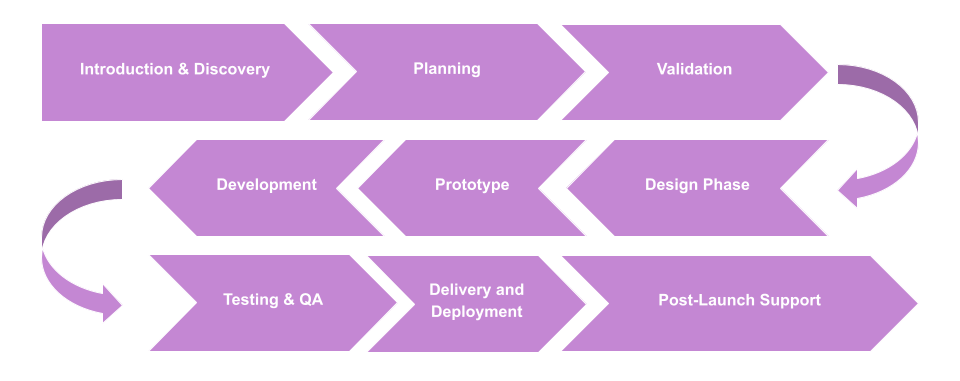 Introduction & Discovery
Planning
Validation
Design Phase
Prototype
Development
Testing & QA
Delivery and
Deployment
Post-Launch Support